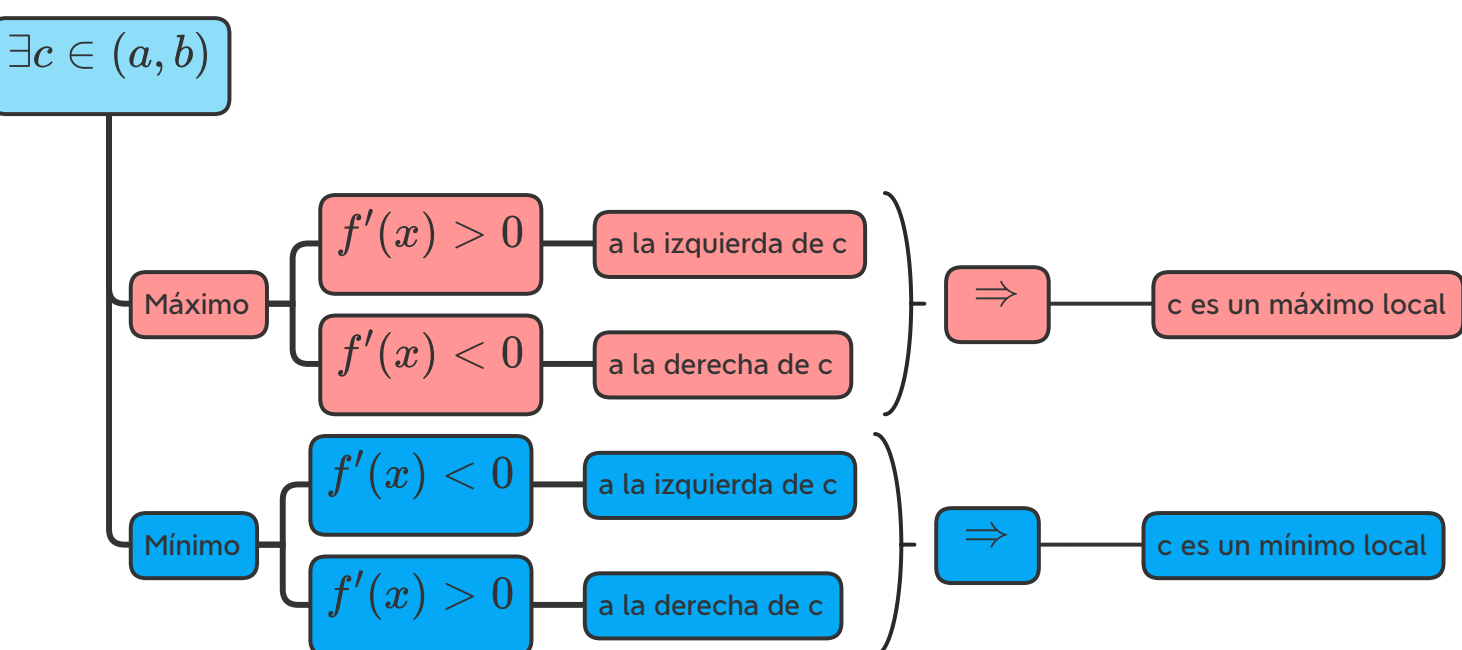 ∃c ∈ (a, b)
f′(x) > 0
a la izquierda de c
Máximo
⇒
c es un máximo local
f′(x) < 0
a la derecha de c
f′(x) < 0
a la izquierda de c
Mínimo
⇒
c es un mínimo local
f′(x) > 0
a la derecha de c